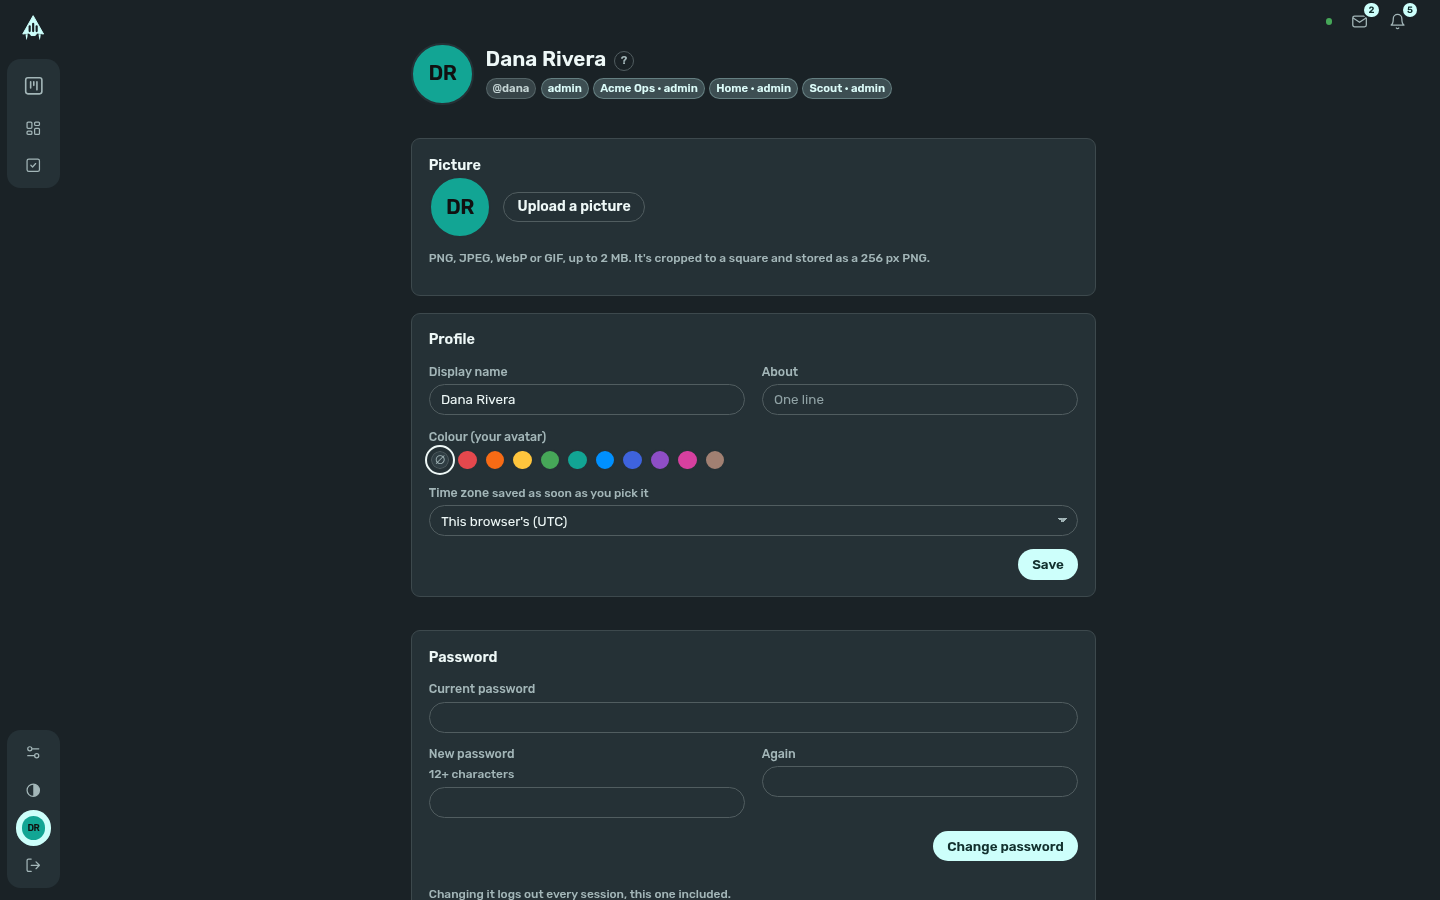 2
5
DR
Dana Rivera ?
@dana admin Acme Ops • admin Home • admin Scout • admin
Picture
DR Upload a picture
PNG, JPEG, WebP or GIF, up to 2 MB. It's cropped to a square and stored as a 256 px PNG.
Profile
Display name About
Dana Rivera One line
Colour (your avatar)
Time zone saved as soon as you pick it
This browser's (UTC)
Save
Password
Current password
New password Again
12+ characters
DR
Change password
Changing it logs out every session, this one included.